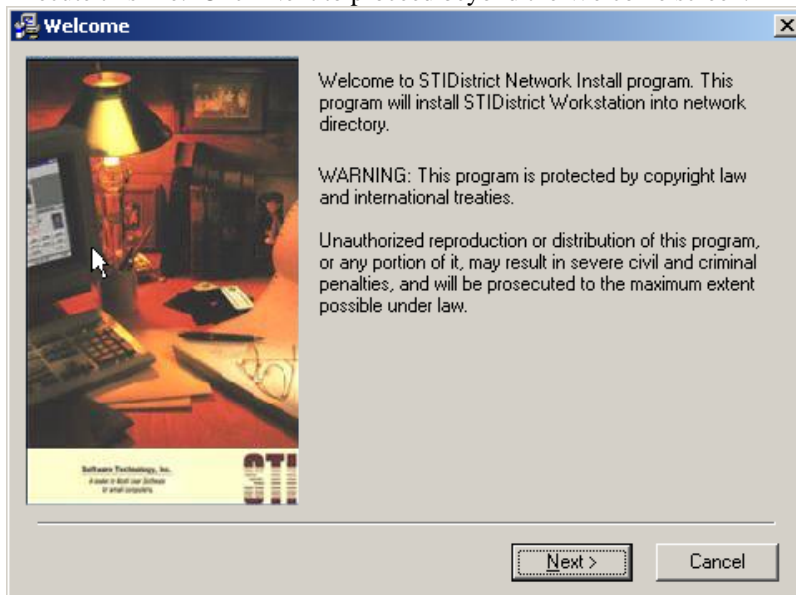 Welcome
Welcome to STIDistrict Network Install program. This
program will install STIDistrict Workstation into network
directory.
WARNING: This program is protected by copyright law
and international treaties.
Unauthorized reproduction or distribution of this program,
or any portion of it, may result in severe civil and criminal
penalties, and will be prosecuted to the maximum extent
possible under law.
Software Technology, Inc.
STI
Next >
Cancel